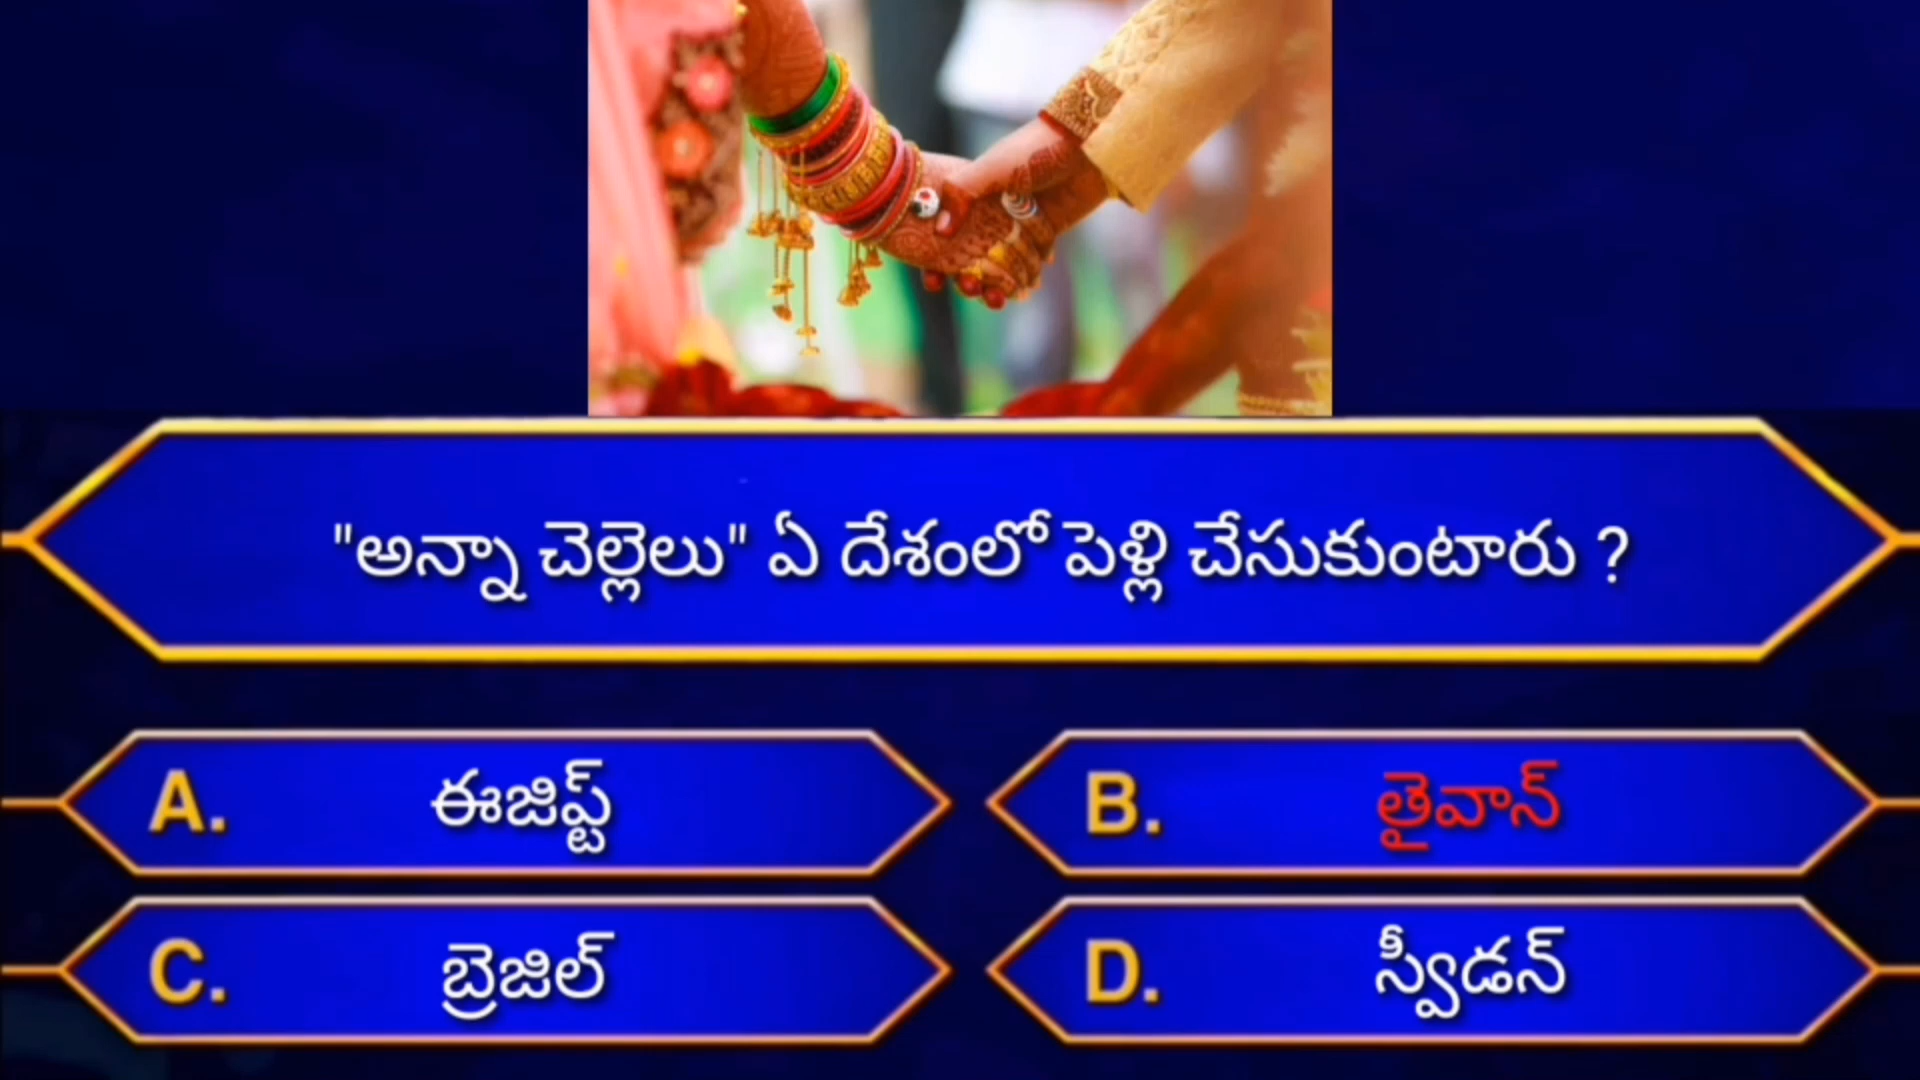 "అన్నా చెల్లెలు" ఏ దేశంలో పెళ్లి చేసుకుంటారు ?
A. ఈజిప్ట్
B. తైవాన్
C. బ్రెజిల్
D. స్వీడన్